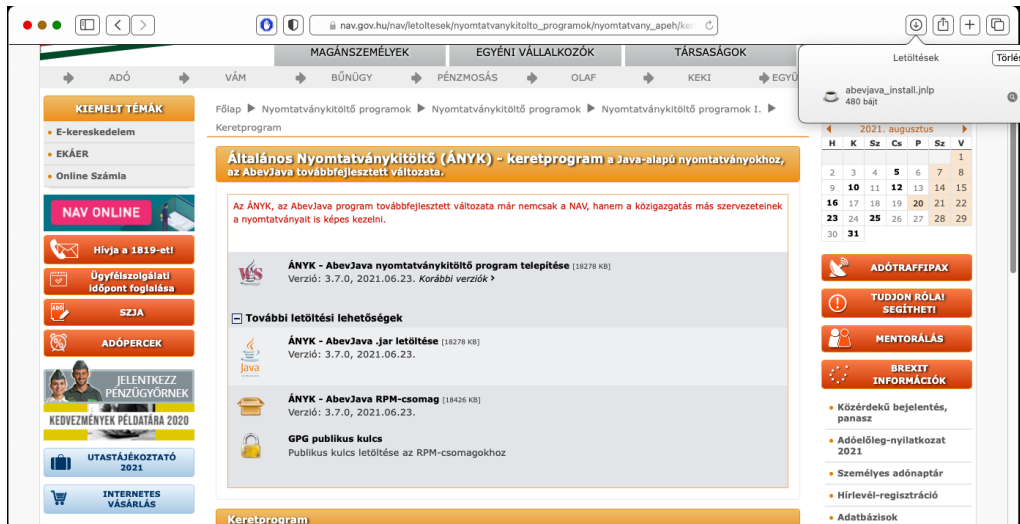 nav.gov.hu/nav/letoltesek/nyomtatvanykitolto_programok/nyomtatvany_apeh/ker
Letöltések
Törlés
abevjava_install.jnlp
480 bájt
MAGÁNSZEMÉLYEK
EGYÉNI VÁLLALKOZÓK
TÁRSASÁGOK
ADÓ
VÁM
BŰNÜGY
PÉNZMOSÁS
OLAF
KEKI
EGYÜ
KIEMELT TÉMÁK
• E-kereskedelem
• EKÁER
• Online Számla
NAV ONLINE
Hívja a 1819-et!
Ügyfélszolgálati
időpont foglalása
SZJA
ADÓPERCEK
JELENTKEZZ
PÉNZÜGYŐRNEK
KEDVEZMÉNYEK PÉLDATÁRA 2020
UTASTÁJÉKOZTATÓ
2021
INTERNETES
VÁSÁRLÁS
Főlap ▶ Nyomtatványkitöltő programok ▶ Nyomtatványkitöltő programok ▶ Nyomtatványkitöltő programok I. ▶
Keretprogram
Általános Nyomtatványkitöltő (ÁNYK) - keretprogram a Java-alapú nyomtatványokhoz,
az AbevJava továbbfejlesztett változata.
Az ÁNYK, az AbevJava program továbbfejlesztett változata már nemcsak a NAV, hanem a közigazgatás más szervezeteinek
a nyomtatványait is képes kezelni.
ÁNYK - AbevJava nyomtatványkitöltő program telepítése [18278 KB]
Verzió: 3.7.0, 2021.06.23. Korábbi verziók >
További letöltési lehetőségek
ÁNYK - AbevJava .jar letöltése [18278 KB]
Verzió: 3.7.0, 2021.06.23.
Java
ÁNYK - AbevJava RPM-csomag [18426 KB]
Verzió: 3.7.0, 2021.06.23.
GPG publikus kulcs
Publikus kulcs letöltése az RPM-csomagokhoz
Keretprogram
2021. augusztus
H K Sz Cs P Sz V
1
2 3 4 5 6 7 8
9 10 11 12 13 14 15
16 17 18 19 20 21 22
23 24 25 26 27 28 29
30 31
ADÓTRAFFIPAX
TUDJON RÓLA!
SEGÍTHET!
MENTORÁLÁS
BREXIT
INFORMÁCIÓK
• Közérdekű bejelentés,
panasz
• Adóelőleg-nyilatkozat
2021
• Személyes adónaptár
• Hírlevél-regisztráció
• Adatbázisok